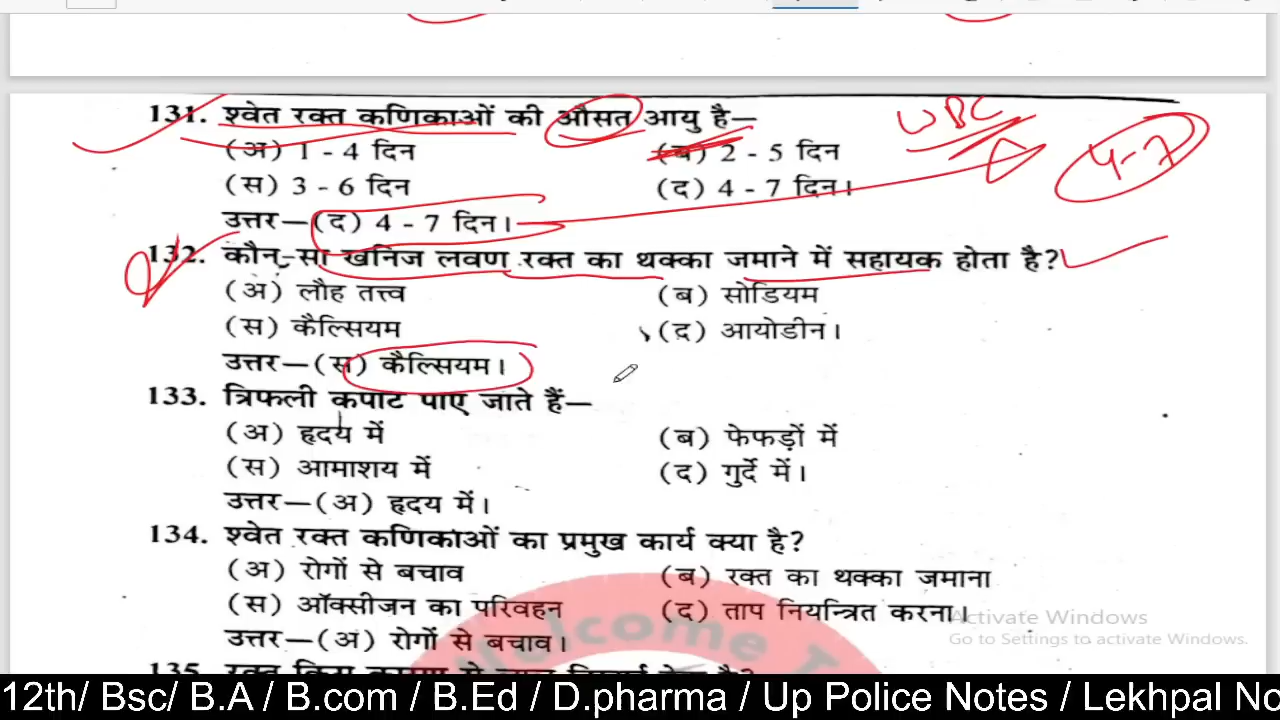 131. श्वेत रक्त कणिकाओं की औसत आयु है—
WBC
(अ) 1 - 4 दिन (ब) 2 - 5 दिन
4-7
(स) 3 - 6 दिन (द) 4 - 7 दिन।
उत्तर—(द) 4 - 7 दिन।
132. कौन-सा खनिज लवण रक्त का थक्का जमाने में सहायक होता है?
(अ) लौह तत्त्व (ब) सोडियम
(स) कैल्सियम (द) आयोडीन।
उत्तर—(स) कैल्सियम।
133. त्रिफली कपाट पाए जाते हैं—
(अ) हृदय में (ब) फेफड़ों में
(स) आमाशय में (द) गुर्दे में।
उत्तर—(अ) हृदय में।
134. श्वेत रक्त कणिकाओं का प्रमुख कार्य क्या है?
(अ) रोगों से बचाव (ब) रक्त का थक्का जमाना
(स) ऑक्सीजन का परिवहन (द) ताप नियन्त्रित करना।
Activate Windows
Go to Settings to activate Windows.
उत्तर—(अ) रोगों से बचाव।
Welcome T
135.
12th/ Bsc/ B.A / B.com / B.Ed / D.pharma / Up Police Notes / Lekhpal No